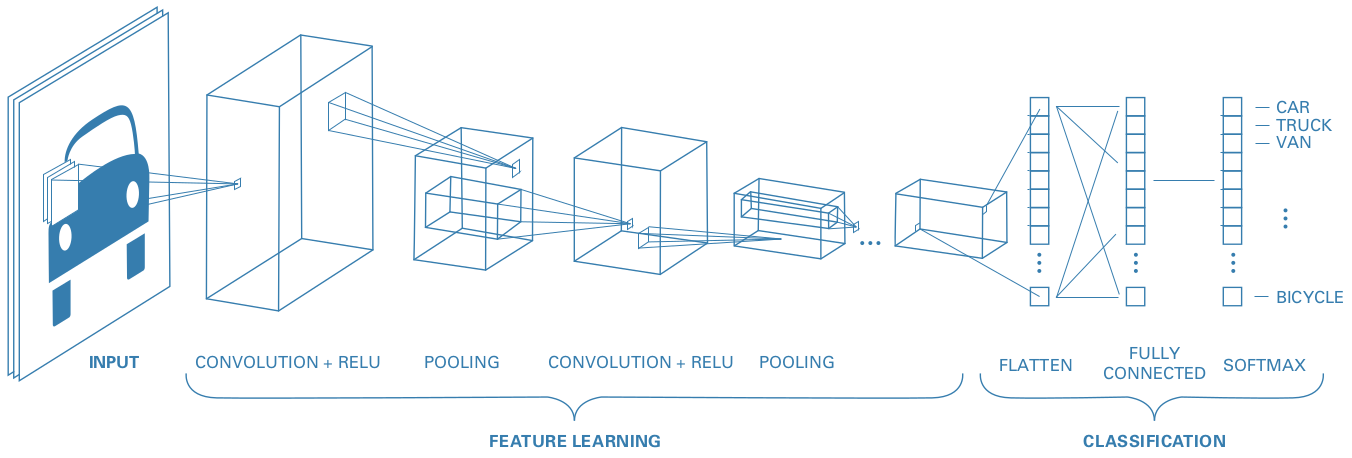 CAR
TRUCK
VAN
BICYCLE
INPUT
CONVOLUTION + RELU
POOLING
CONVOLUTION + RELU
POOLING
FLATTEN
FULLY
CONNECTED
SOFTMAX
FEATURE LEARNING
CLASSIFICATION